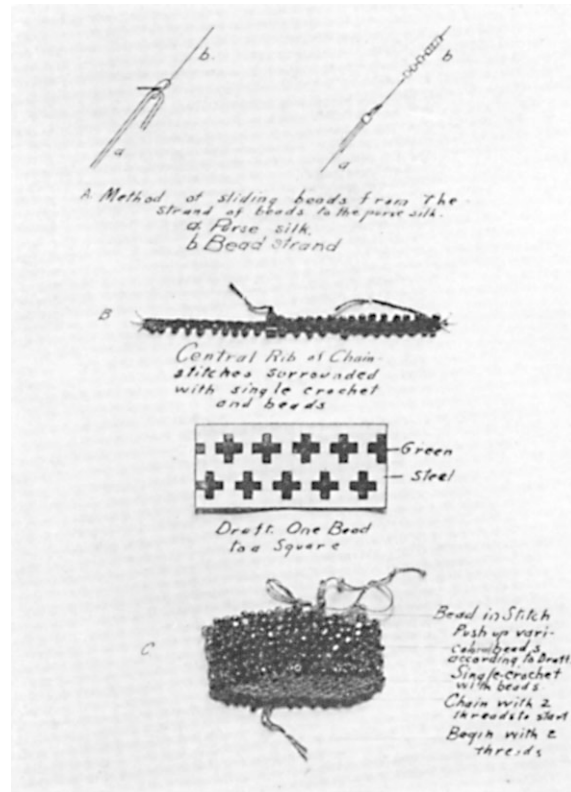 b
b
a
a
A. Method of sliding beads from the
strand of beads to the purse silk.
a. Purse silk.
b. Bead strand
B
Central Rib of Chain-
stitches surrounded
with single crochet
and beads
Green
Steel
Draft. One Bead
to a Square
C
Bead in Stitch
Push up vari-
beads
according to Draft
Single-crochet
with beads
Chain with 2
threads to start
Begin with 2
threads